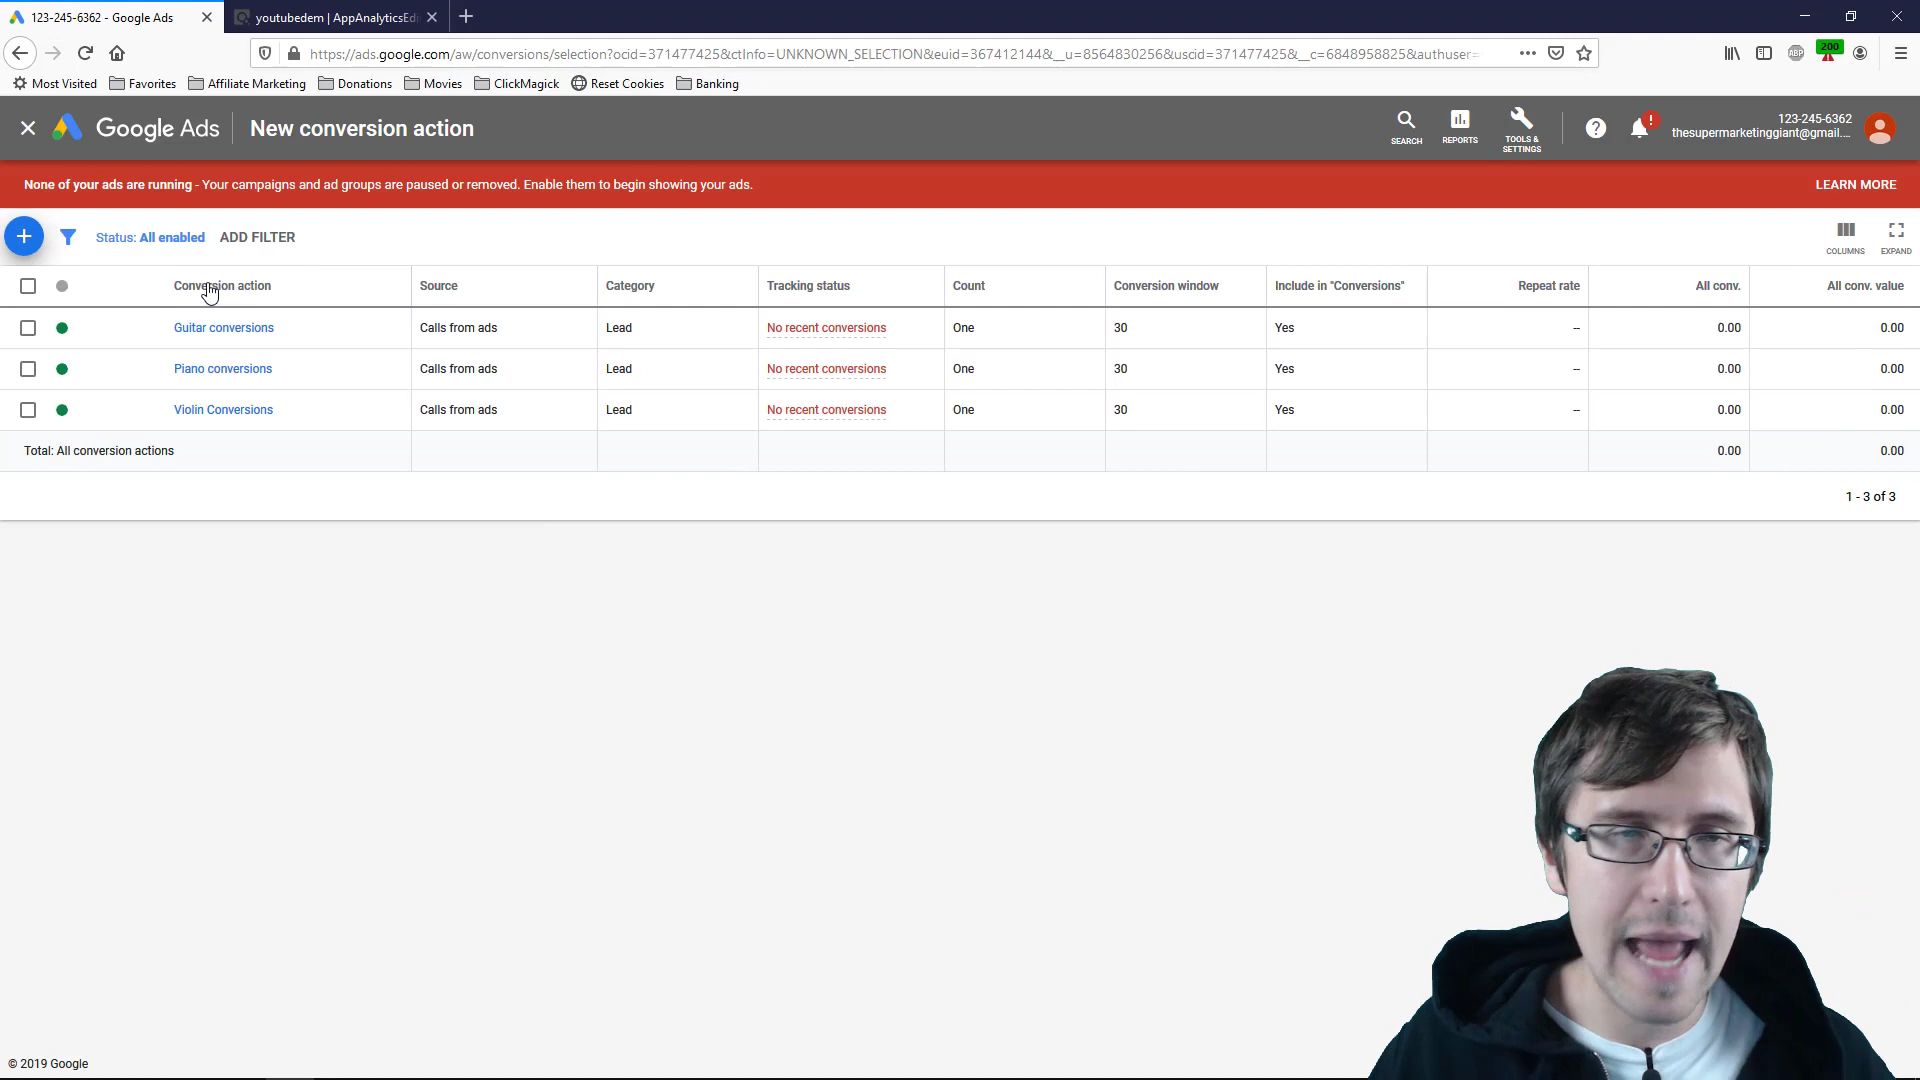 123-245-6362 - Google Ads
youtubedem | AppAnalyticsEdi
https://ads.google.com/aw/conversions/selection?ocid=371477425&ctInfo=UNKNOWN_SELECTION&euid=367412144&__u=8564830256&uscid=371477425&__c=6848958825&authuser=
ABP
200
Most Visited
Favorites
Affiliate Marketing
Donations
Movies
ClickMagick
Reset Cookies
Banking
Google Ads
New conversion action
SEARCH
REPORTS
TOOLS & SETTINGS
123-245-6362
thesupermarketinggiant@gmail....
None of your ads are running - Your campaigns and ad groups are paused or removed. Enable them to begin showing your ads.
LEARN MORE
Status: All enabled
ADD FILTER
COLUMNS
EXPAND
Conversion action Source Category Tracking status Count Conversion window Include in "Conversions" Repeat rate All conv. All conv. value
Guitar conversions Calls from ads Lead No recent conversions One 30 Yes – 0.00 0.00
Piano conversions Calls from ads Lead No recent conversions One 30 Yes – 0.00 0.00
Violin Conversions Calls from ads Lead No recent conversions One 30 Yes – 0.00 0.00
Total: All conversion actions 0.00 0.00
1 - 3 of 3
© 2019 Google